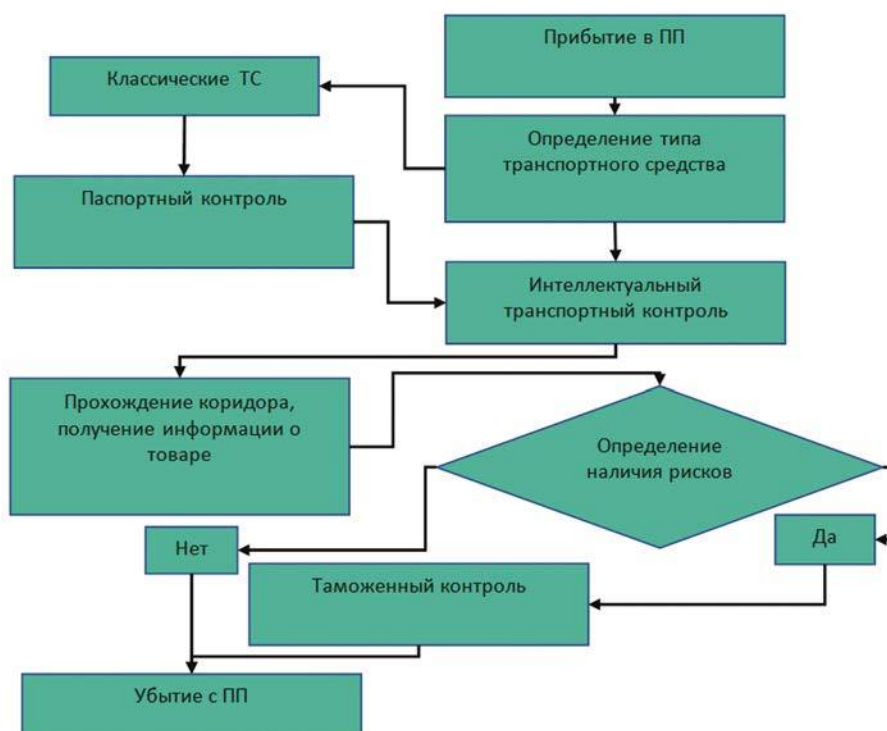 Прибытие в ПП
Классические ТС
Определение типа
транспортного средства
Паспортный контроль
Интеллектуальный
транспортный контроль
Прохождение коридора,
получение информации о
товаре
Определение
наличия рисков
Нет
Да
Таможенный контроль
Убытие с ПП